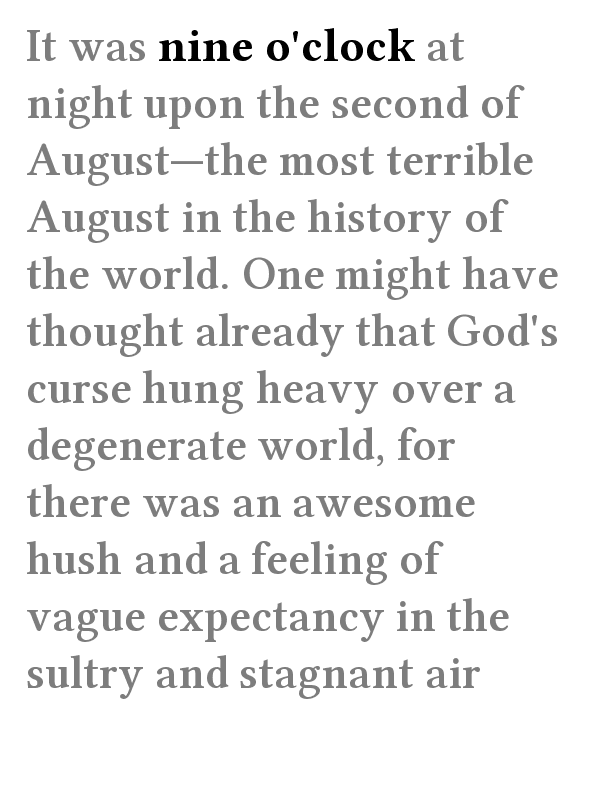 It was nine o'clock at
night upon the second of
August—the most terrible
August in the history of
the world. One might have
thought already that God's
curse hung heavy over a
degenerate world, for
there was an awesome
hush and a feeling of
vague expectancy in the
sultry and stagnant air